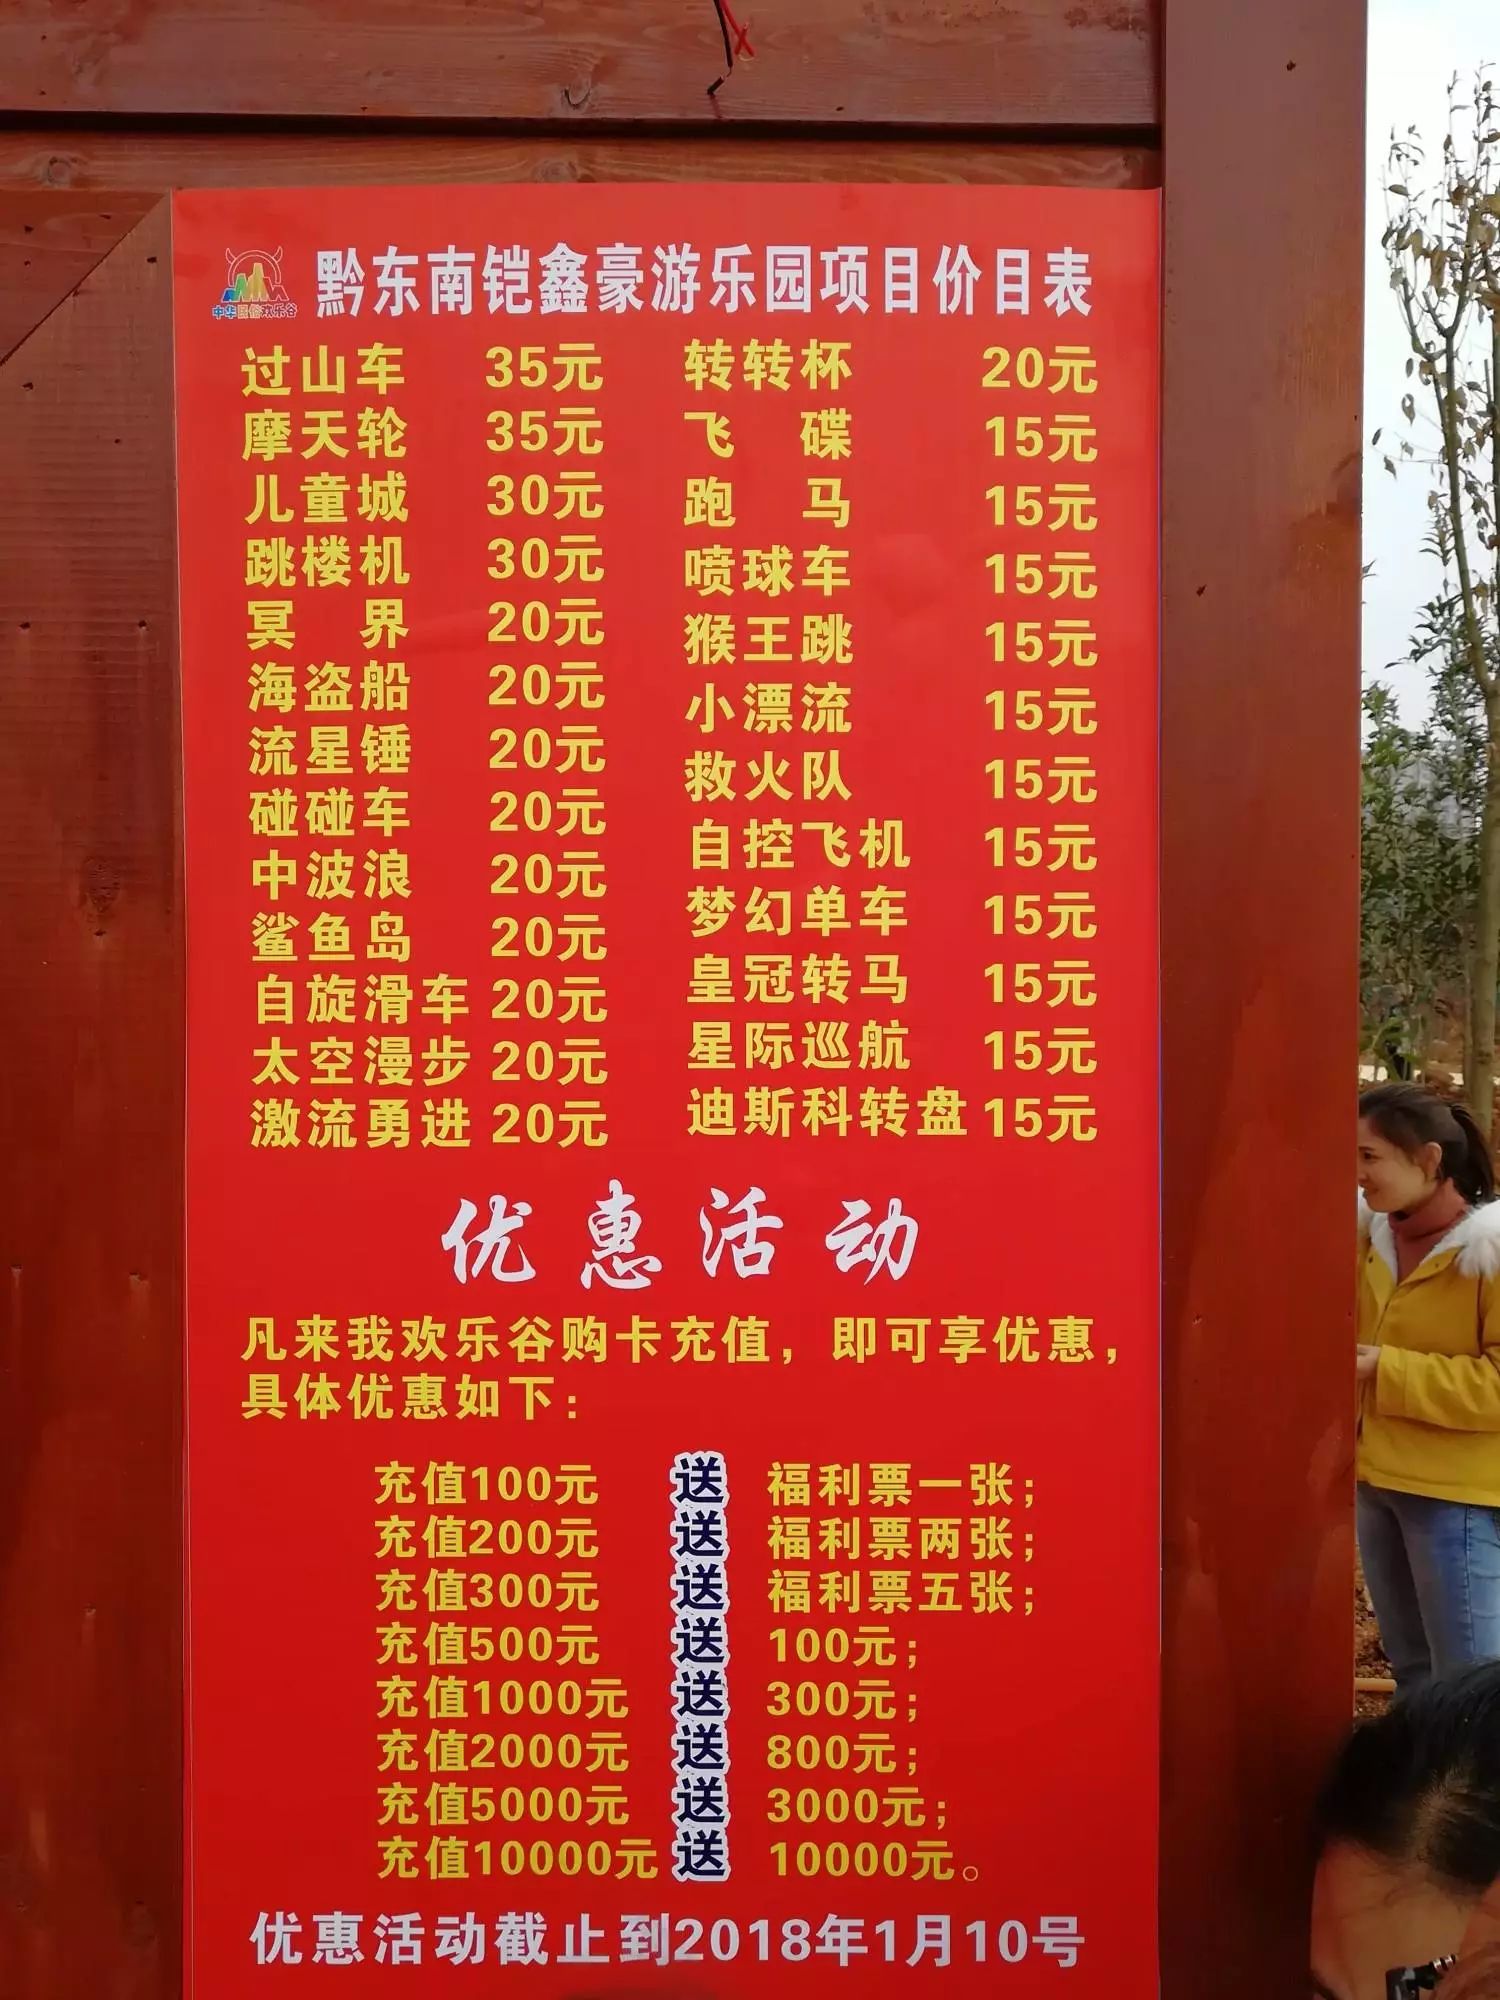 中华民俗欢乐谷
黔东南铠鑫豪游乐园项目价目表
过山车 35元 转转杯 20元
摩天轮 35元 飞碟 15元
儿童城 30元 跑马 15元
跳楼机 30元 喷球车 15元
冥界 20元 猴王跳 15元
海盗船 20元 小漂流 15元
流星锤 20元 救火队 15元
碰碰车 20元 自控飞机 15元
中波浪 20元 梦幻单车 15元
鲨鱼岛 20元 皇冠转马 15元
自旋滑车 20元 星际巡航 15元
太空漫步 20元 迪斯科转盘 15元
激流勇进 20元
优惠活动
凡来我欢乐谷购卡充值，即可享优惠，
具体优惠如下：
充值100元 送 福利票一张；
充值200元 送 福利票两张；
充值300元 送 福利票五张；
充值500元 送 100元；
充值1000元 送 300元；
充值2000元 送 800元；
充值5000元 送 3000元；
充值10000元 送 10000元。
优惠活动截止到2018年1月10号